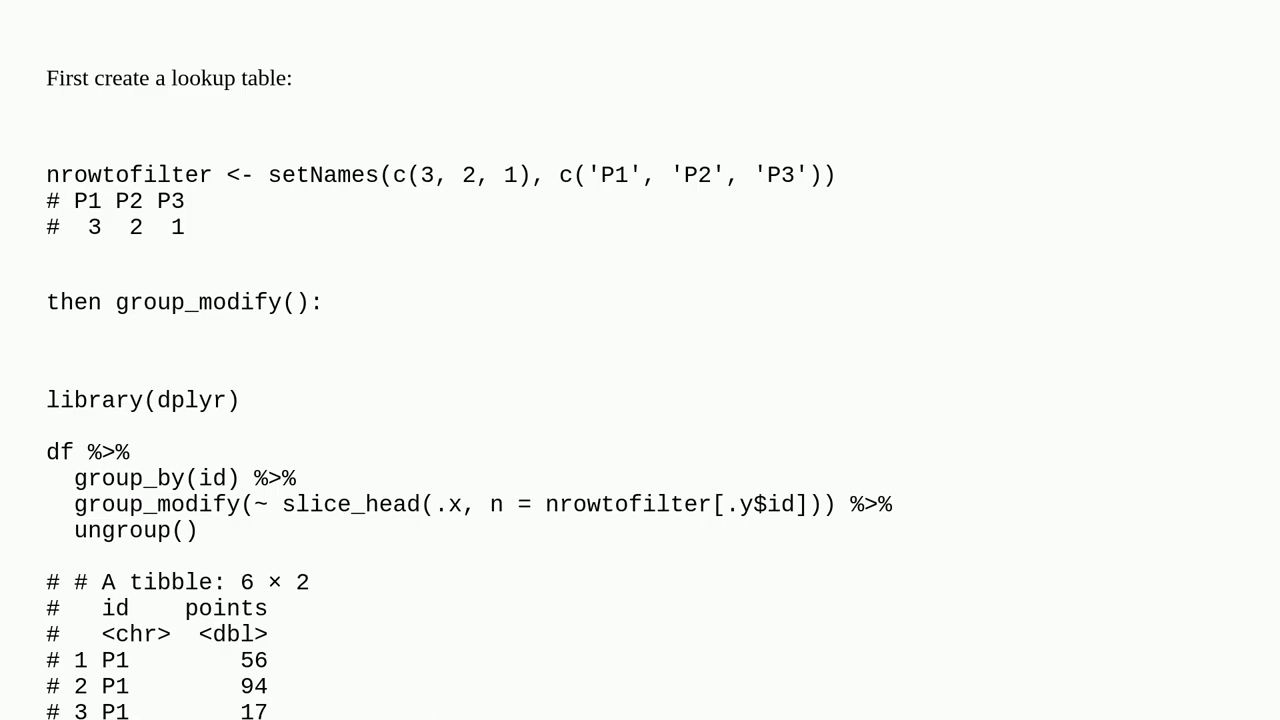 First create a lookup table:
nrowtofilter <- setNames(c(3, 2, 1), c('P1', 'P2', 'P3'))
# P1 P2 P3
#  3  2  1
then group_modify():
library(dplyr)
df %>%
  group_by(id) %>%
  group_modify(~ slice_head(.x, n = nrowtofilter[.y$id])) %>%
  ungroup()
# # A tibble: 6 × 2
#   id    points
#   <chr>  <dbl>
# 1 P1        56
# 2 P1        94
# 3 P1        17